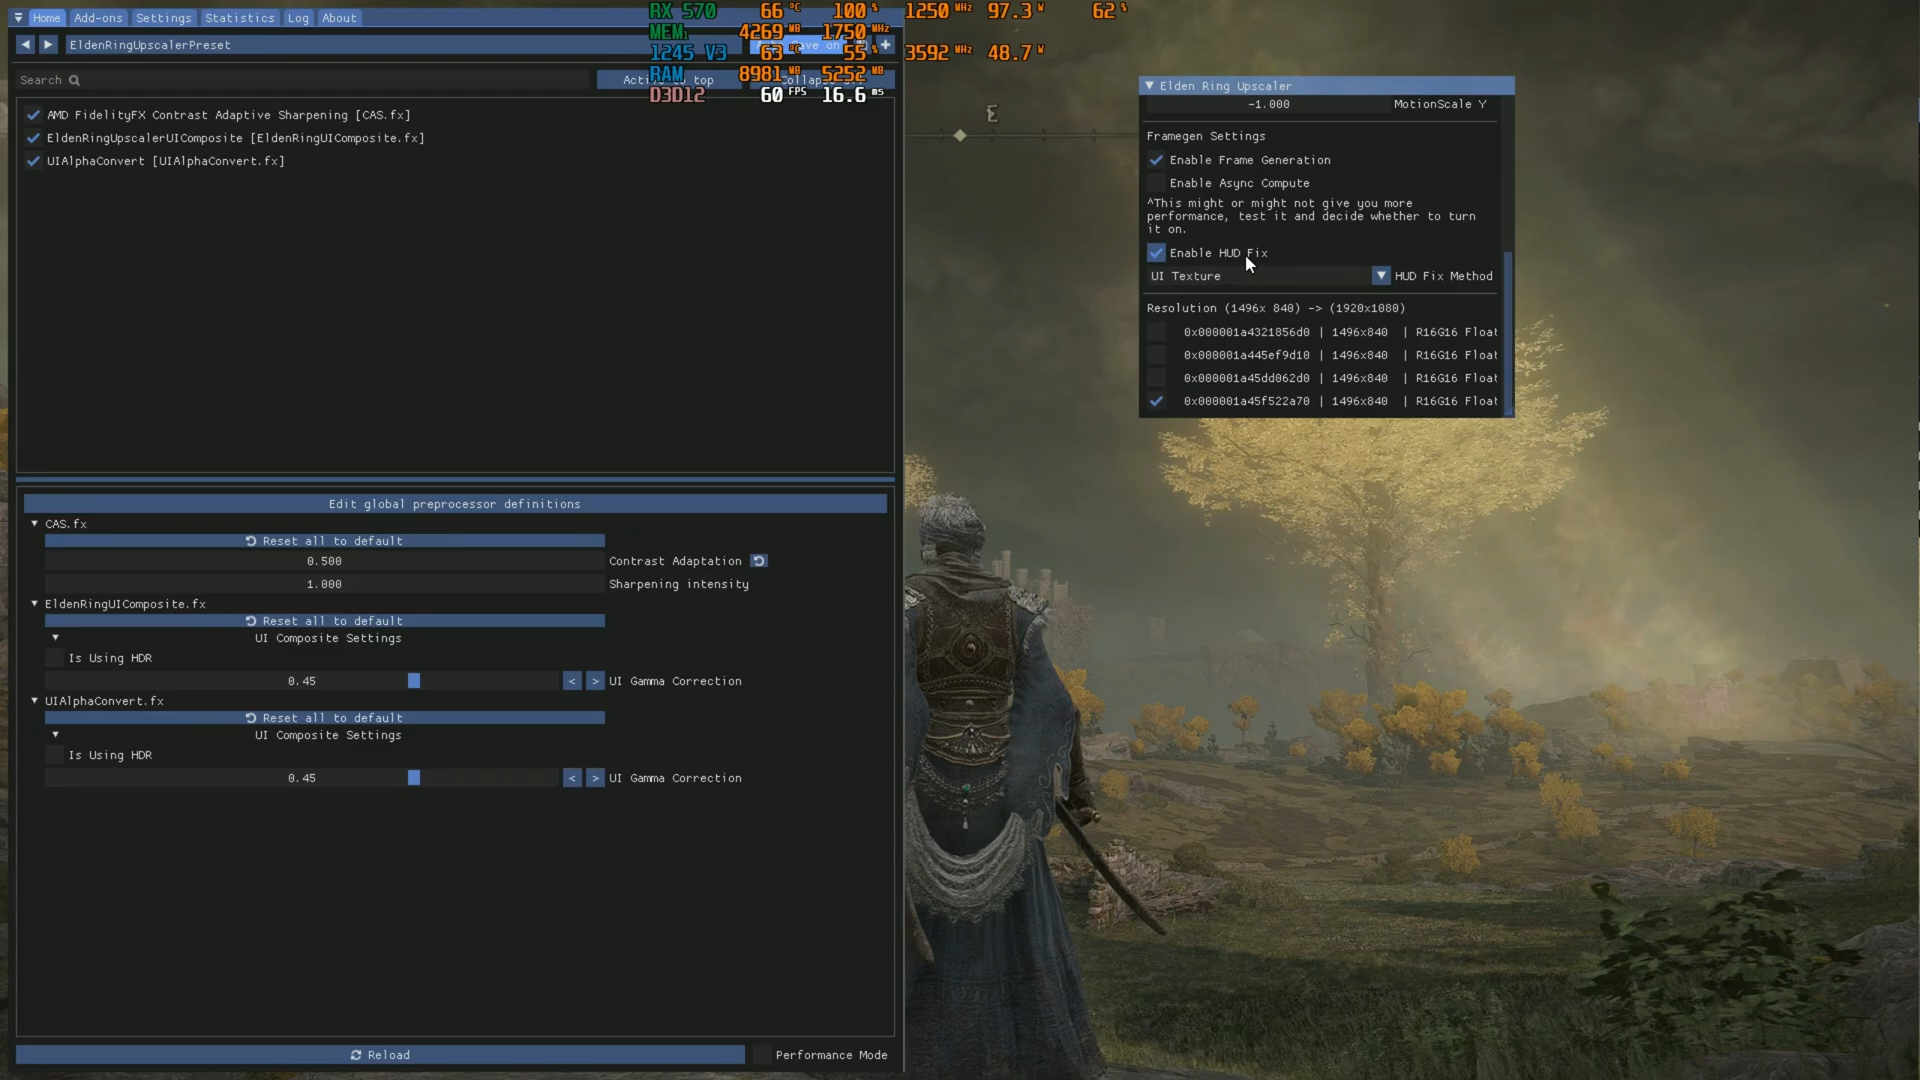 Home Add-ons Settings Statistics Log About
EldenRingUpscalerPreset
Search
RX 570 66 °C 100 % 1250 MHz 97.3 W 62 %
MEM1 4269 MB 1750 MHz
1245 V3 63 °C 55 % 3592 MHz 48.7 W
RAM 8981 MB 5252 MB
D3D12 60 FPS 16.6 ms
AMD FidelityFX Contrast Adaptive Sharpening [CAS.fx]
EldenRingUpscalerUIComposite [EldenRingUIComposite.fx]
UIAlphaConvert [UIAlphaConvert.fx]
Edit global preprocessor definitions
CAS.fx
Reset all to default
0.500 Contrast Adaptation
1.000 Sharpening intensity
EldenRingUIComposite.fx
Reset all to default
UI Composite Settings
Is Using HDR
0.45 < > UI Gamma Correction
UIAlphaConvert.fx
Reset all to default
UI Composite Settings
Is Using HDR
0.45 < > UI Gamma Correction
Reload Performance Mode
E
Elden Ring Upscaler
-1.000 MotionScale Y
Framegen Settings
Enable Frame Generation
Enable Async Compute
^This might or might not give you more
performance, test it and decide whether to turn
it on.
Enable HUD Fix
UI Texture HUD Fix Method
Resolution (1496x 840) -> (1920x1080)
0x000001a4321856d0 | 1496x840 | R16G16 Float
0x000001a445ef9d10 | 1496x840 | R16G16 Float
0x000001a45dd062d0 | 1496x840 | R16G16 Float
0x000001a45f522a70 | 1496x840 | R16G16 Float